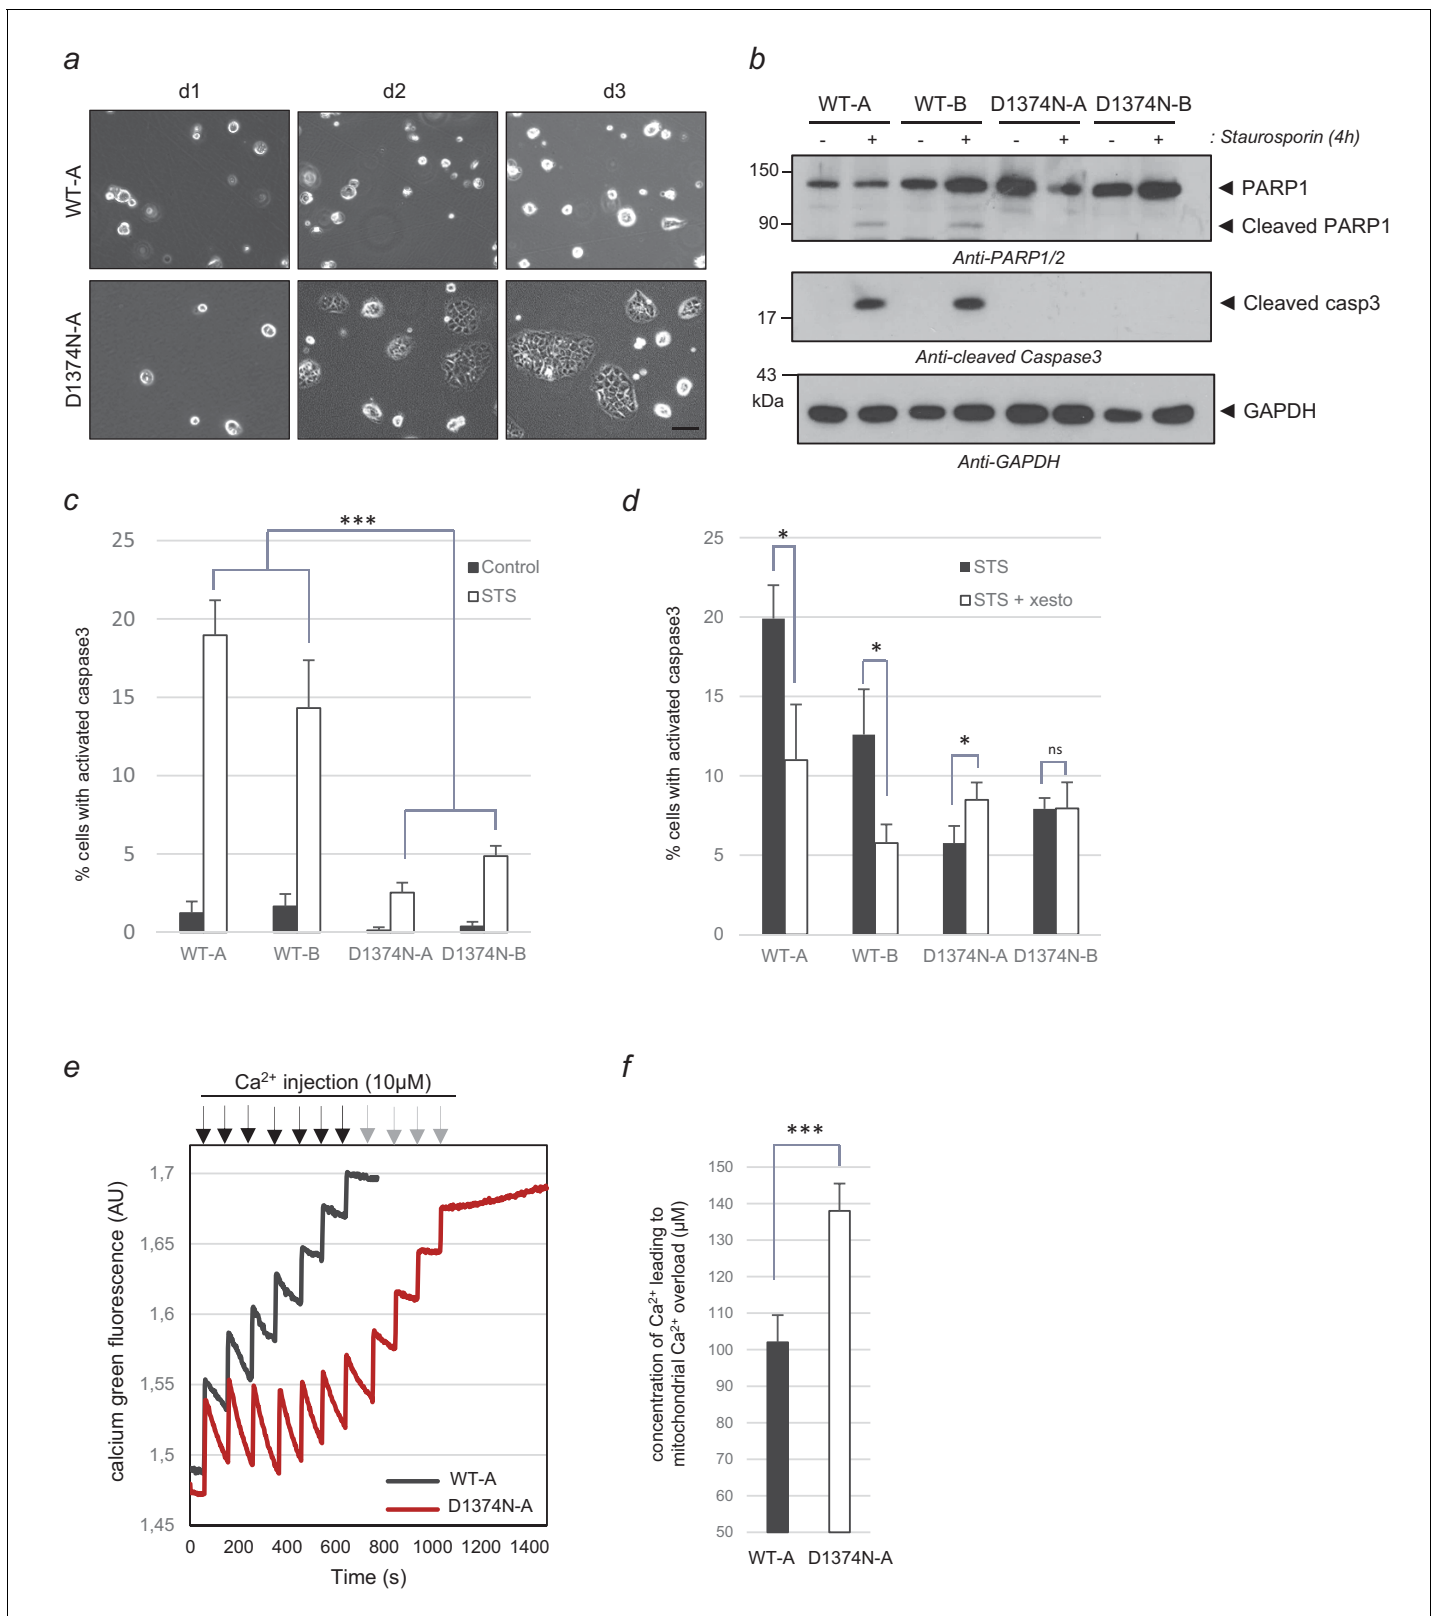 a
d1 d2 d3
WT-A
D1374N-A
b
WT-A WT-B D1374N-A D1374N-B
- + - + - + - + : Staurosporin (4h)
150
PARP1
90
Cleaved PARP1
Anti-PARP1/2
Cleaved casp3
17
Anti-cleaved Caspase3
43
kDa
GAPDH
Anti-GAPDH
c
***
25
20
15
10
5
0
% cells with activated caspase3
Control
STS
WT-A WT-B D1374N-A D1374N-B
d
25
20
15
10
5
0
% cells with activated caspase3
* * * ns
STS
STS + xesto
WT-A WT-B D1374N-A D1374N-B
e
Ca2+ injection (10µM)
1,7
1,65
1,6
1,55
1,5
1,45
calcium green fluorescence (AU)
WT-A
D1374N-A
0 200 400 600 800 1000 1200 1400
Time (s)
f
***
150
140
130
120
110
100
90
80
70
60
50
concentration of Ca2+ leading to
mitochondrial Ca2+ overload (µM)
WT-A D1374N-A